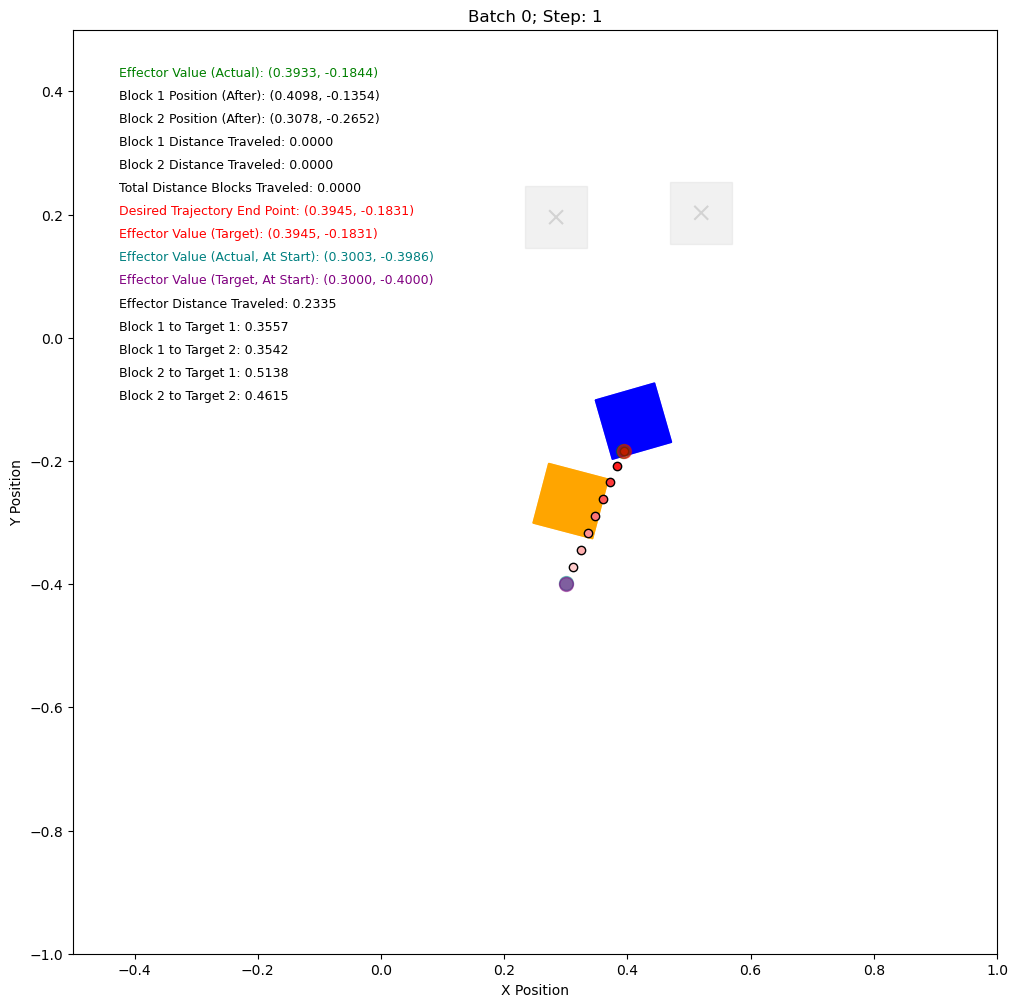 Batch 0; Step: 1
Effector Value (Actual): (0.3933, -0.1844)
Block 1 Position (After): (0.4098, -0.1354)
Block 2 Position (After): (0.3078, -0.2652)
Block 1 Distance Traveled: 0.0000
Block 2 Distance Traveled: 0.0000
Total Distance Blocks Traveled: 0.0000
Desired Trajectory End Point: (0.3945, -0.1831)
Effector Value (Target): (0.3945, -0.1831)
Effector Value (Actual, At Start): (0.3003, -0.3986)
Effector Value (Target, At Start): (0.3000, -0.4000)
Effector Distance Traveled: 0.2335
Block 1 to Target 1: 0.3557
Block 1 to Target 2: 0.3542
Block 2 to Target 1: 0.5138
Block 2 to Target 2: 0.4615
Y Position
0.4
0.2
0.0
−0.2
−0.4
−0.6
−0.8
−1.0
−0.4 −0.2 0.0 0.2 0.4 0.6 0.8 1.0
X Position